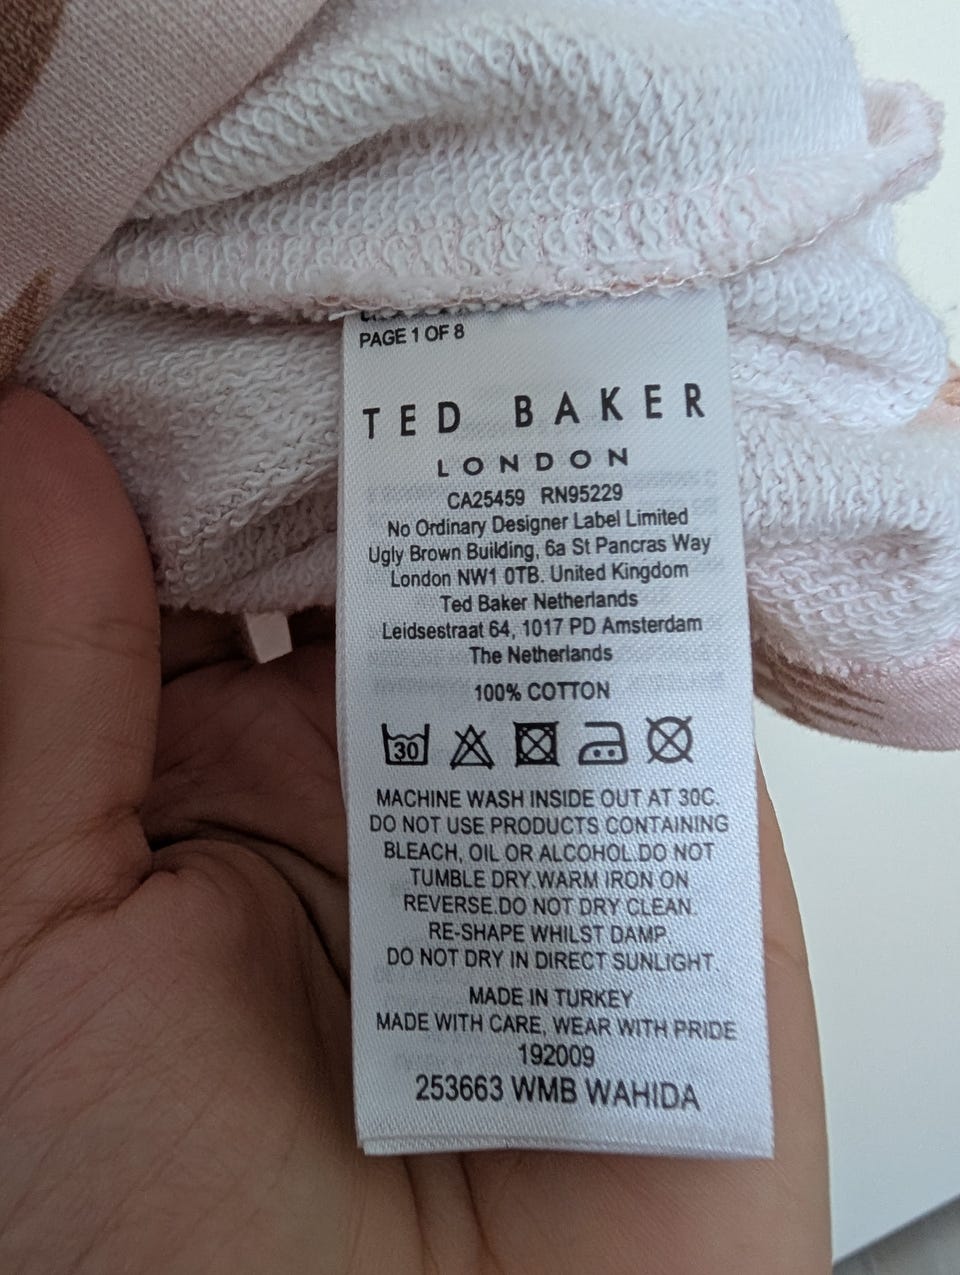 PAGE 1 OF 8
TED BAKER
LONDON
CA25459 RN95229
No Ordinary Designer Label Limited
Ugly Brown Building, 6a St Pancras Way
London NW1 0TB. United Kingdom
Ted Baker Netherlands
Leidsestraat 64, 1017 PD Amsterdam
The Netherlands
100% COTTON
30
MACHINE WASH INSIDE OUT AT 30C.
DO NOT USE PRODUCTS CONTAINING
BLEACH, OIL OR ALCOHOL.DO NOT
TUMBLE DRY.WARM IRON ON
REVERSE.DO NOT DRY CLEAN.
RE-SHAPE WHILST DAMP.
DO NOT DRY IN DIRECT SUNLIGHT.
MADE IN TURKEY
MADE WITH CARE, WEAR WITH PRIDE
192009
253663 WMB WAHIDA